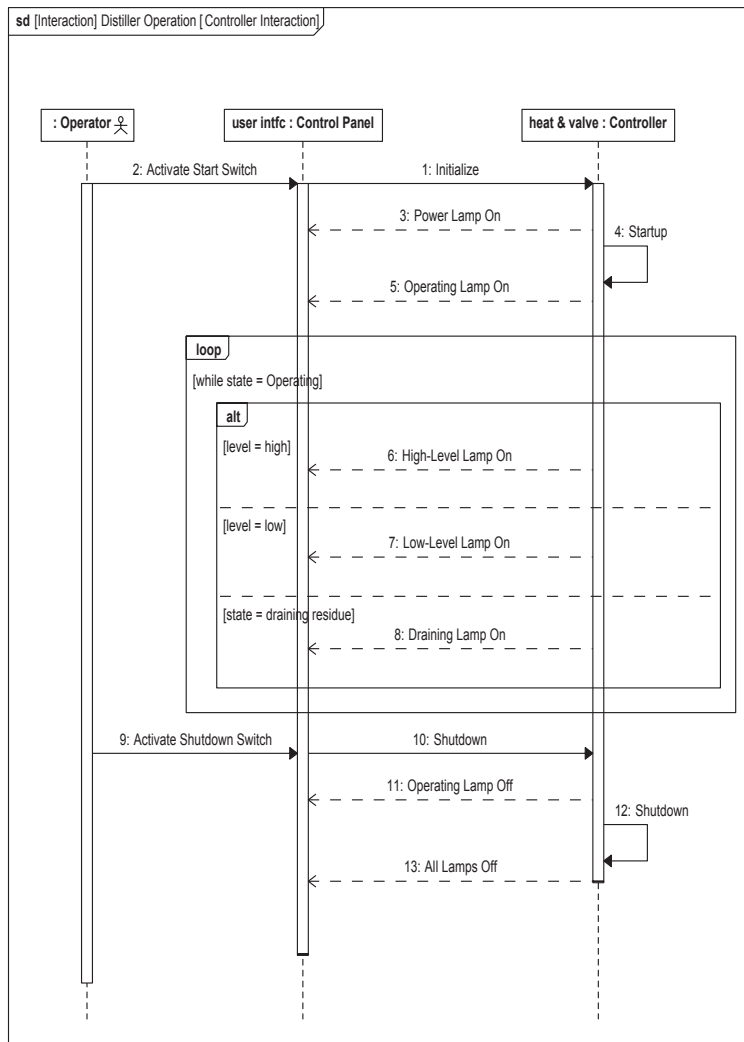 sd [Interaction] Distiller Operation [Controller Interaction]
: Operator
user intfc : Control Panel
heat & valve : Controller
2: Activate Start Switch
1: Initialize
3: Power Lamp On
4: Startup
5: Operating Lamp On
loop
[while state = Operating]
alt
[level = high]
6: High-Level Lamp On
[level = low]
7: Low-Level Lamp On
[state = draining residue]
8: Draining Lamp On
9: Activate Shutdown Switch
10: Shutdown
11: Operating Lamp Off
12: Shutdown
13: All Lamps Off